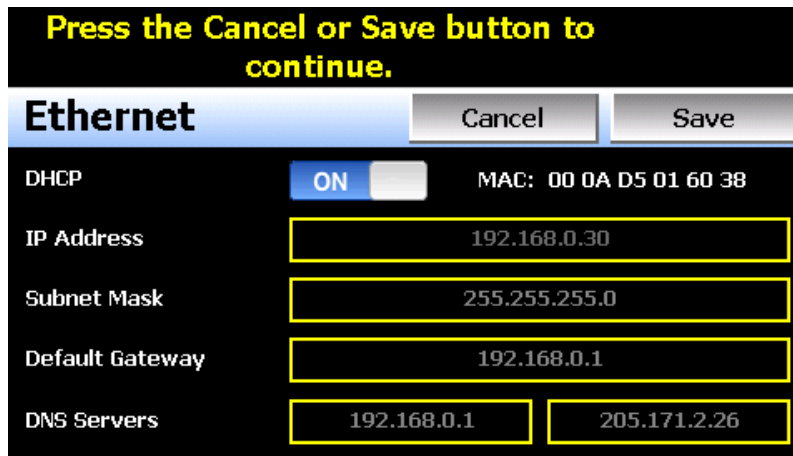 Press the Cancel or Save button to
continue.
Ethernet Cancel Save
DHCP ON MAC: 00 0A D5 01 60 38
IP Address 192.168.0.30
Subnet Mask 255.255.255.0
Default Gateway 192.168.0.1
DNS Servers 192.168.0.1 205.171.2.26